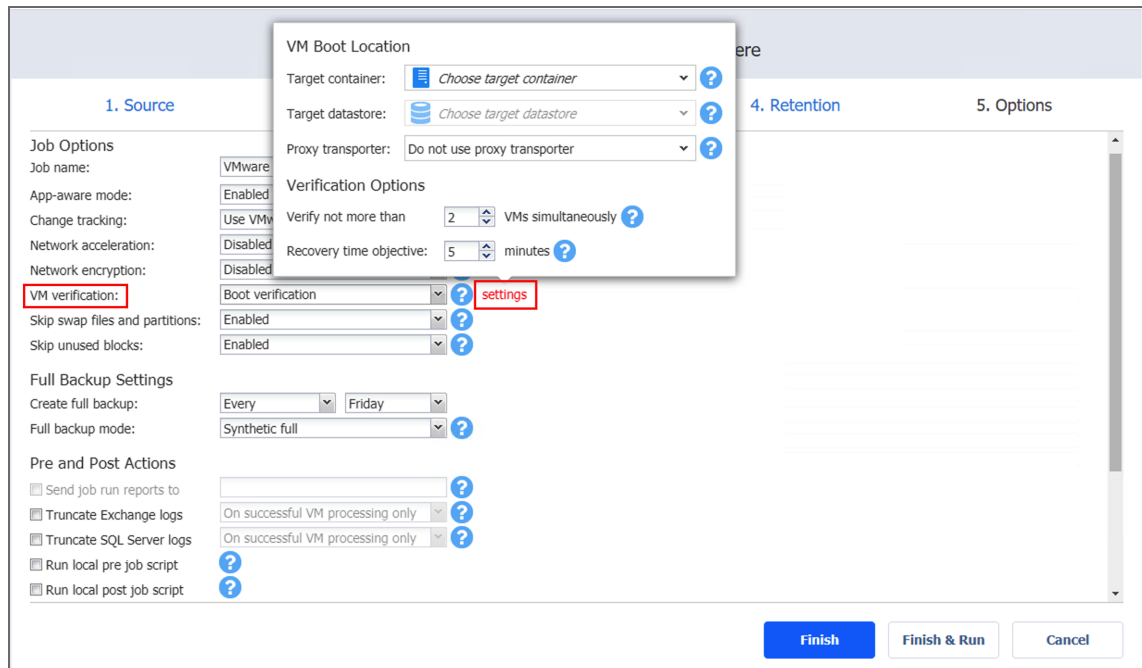 ere
1. Source
4. Retention
5. Options
VM Boot Location
Target container: Choose target container
Target datastore: Choose target datastore
Proxy transporter: Do not use proxy transporter
Verification Options
Verify not more than 2 VMs simultaneously
Recovery time objective: 5 minutes
Job Options
Job name: VMware
App-aware mode: Enabled
Change tracking: Use VMw
Network acceleration: Disabled
Network encryption: Disabled
VM verification: Boot verification settings
Skip swap files and partitions: Enabled
Skip unused blocks: Enabled
Full Backup Settings
Create full backup: Every Friday
Full backup mode: Synthetic full
Pre and Post Actions
Send job run reports to
Truncate Exchange logs On successful VM processing only
Truncate SQL Server logs On successful VM processing only
Run local pre job script
Run local post job script
Finish Finish & Run Cancel